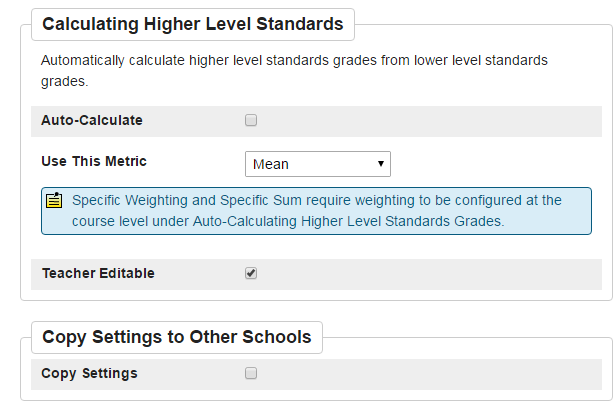 Calculating Higher Level Standards
Automatically calculate higher level standards grades from lower level standards
grades.
Auto-Calculate
Use This Metric
Mean
Specific Weighting and Specific Sum require weighting to be configured at the
course level under Auto-Calculating Higher Level Standards Grades.
Teacher Editable
Copy Settings to Other Schools
Copy Settings